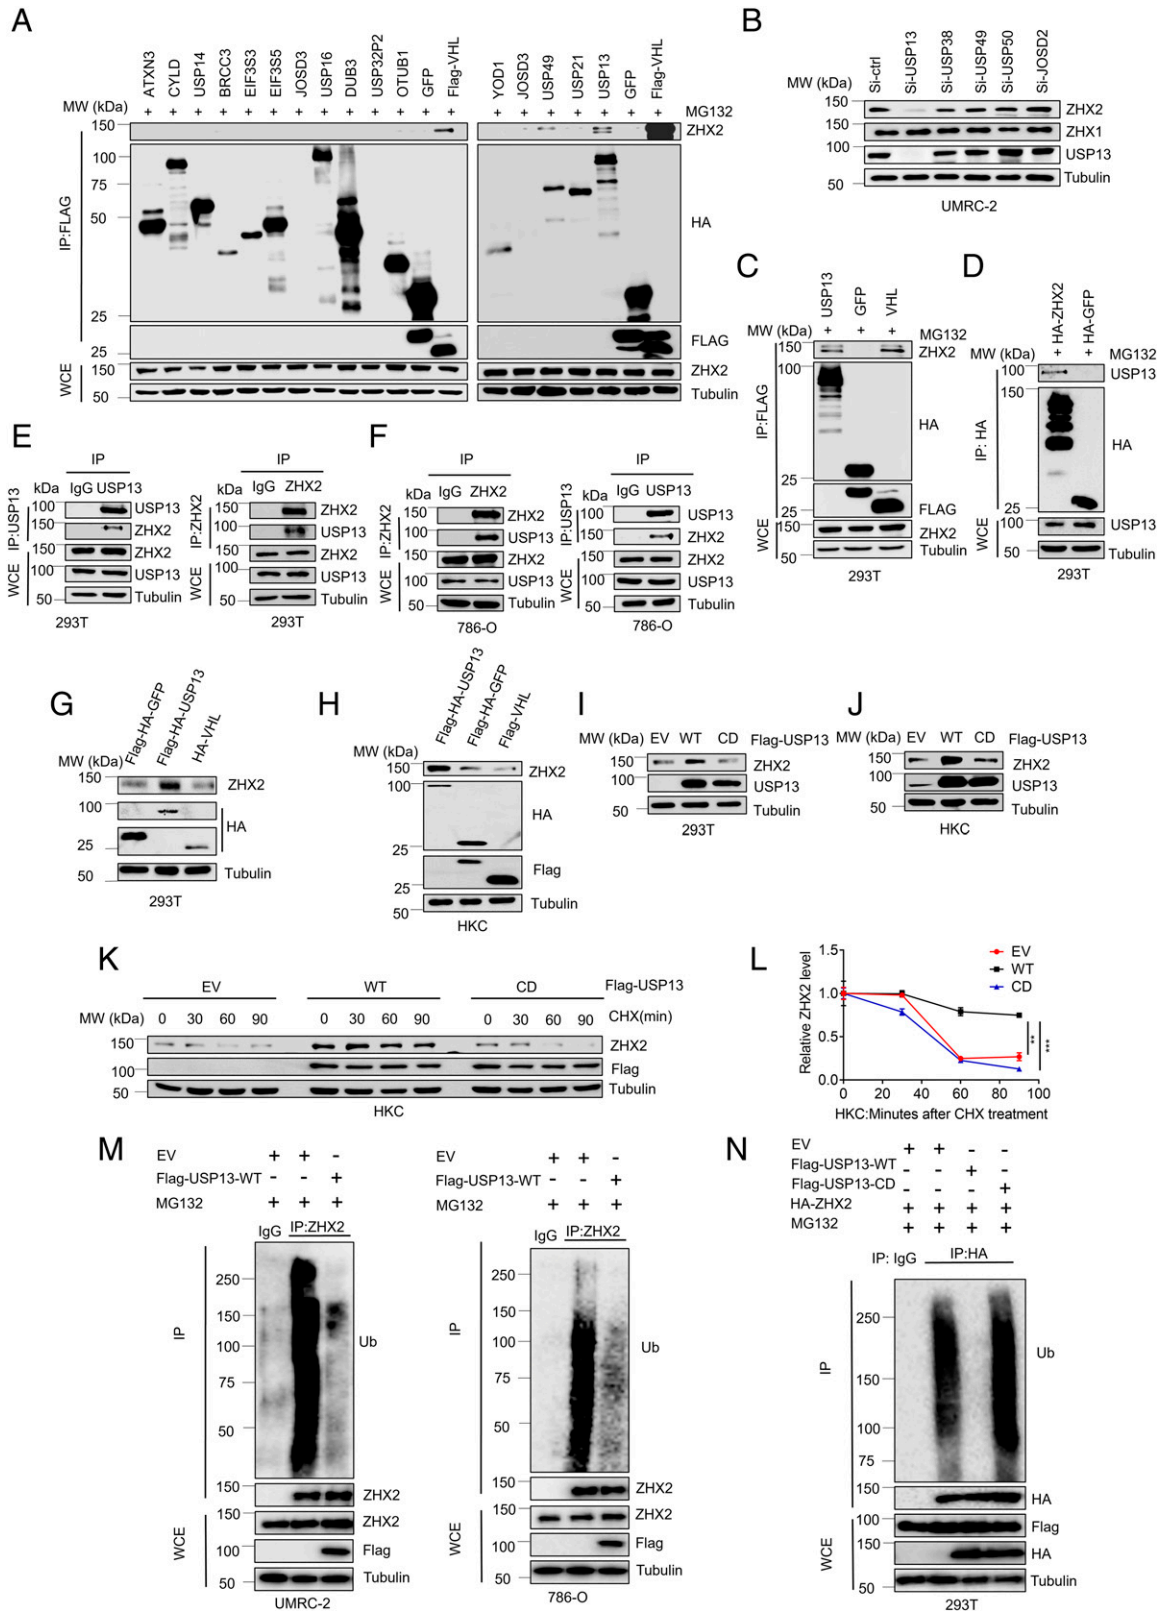 A
ATXN3 CYLD USP14 BRCC3 EIF3S3 EIF3S5 JOSD3 USP16 DUB3 USP32P2 OTUB1 GFP Flag-VHL
YOD1 JOSD3 USP49 USP21 USP13 GFP Flag-VHL
MW (kDa) + + + + + + + + + + + + + + + + + + + + MG132
150 ZHX2
IP:FLAG
100
75
50
25
HA
25 FLAG
WCE
150 ZHX2
50 Tubulin
B
Si-ctrl Si-USP13 Si-USP38 Si-USP49 Si-USP50 Si-JOSD2
MW (kDa)
150 ZHX2
150 ZHX1
100 USP13
50 Tubulin
UMRC-2
C
USP13 GFP VHL
MW (kDa) + + + MG132
IP:FLAG
150 ZHX2
100
HA
25
25 FLAG
WCE
150 ZHX2
50 Tubulin
293T
D
HA-ZHX2 HA-GFP
MW (kDa) + + MG132
IP: HA
100 USP13
150
HA
25
WCE
100 USP13
50 Tubulin
293T
E
IP
kDa IgG USP13
IP:USP13
100 USP13
150 ZHX2
WCE
150 ZHX2
100 USP13
50 Tubulin
293T
IP
kDa IgG ZHX2
IP:ZHX2
150 ZHX2
100 USP13
WCE
150 ZHX2
100 USP13
50 Tubulin
293T
F
IP
kDa IgG ZHX2
IP:ZHX2
150 ZHX2
100 USP13
WCE
150 ZHX2
100 USP13
50 Tubulin
786-O
IP
kDa IgG USP13
IP:USP13
100 USP13
150 ZHX2
WCE
150 ZHX2
100 USP13
50 Tubulin
786-O
G
Flag-HA-GFP Flag-HA-USP13 HA-VHL
MW (kDa)
150 ZHX2
100
HA
25
50 Tubulin
293T
H
Flag-HA-USP13 Flag-HA-GFP Flag-VHL
MW (kDa)
150 ZHX2
100
HA
25
Flag
25
50 Tubulin
HKC
I
MW (kDa) EV WT CD Flag-USP13
150 ZHX2
100 USP13
50 Tubulin
293T
J
MW (kDa) EV WT CD Flag-USP13
150 ZHX2
100 USP13
50 Tubulin
HKC
K
EV WT CD Flag-USP13
MW (kDa) 0 30 60 90 0 30 60 90 0 30 60 90 CHX(min)
150 ZHX2
100 Flag
50 Tubulin
HKC
L
Relative ZHX2 level
1.5
1.0
0.5
0.0
EV
WT
CD
**
***
0 20 40 60 80 100
HKC:Minutes after CHX treatment
M
EV + + -
Flag-USP13-WT - - +
MG132 + + +
IgG IP:ZHX2
IP
250
150
100
75
50
Ub
150 ZHX2
WCE
150 ZHX2
100 Flag
50 Tubulin
UMRC-2
EV + + -
Flag-USP13-WT - - +
MG132 + + +
IgG IP:ZHX2
IP
250
150
100
75
50
Ub
150 ZHX2
WCE
150 ZHX2
100 Flag
50 Tubulin
786-O
N
EV + + - -
Flag-USP13-WT - - + -
Flag-USP13-CD - - - +
HA-ZHX2 + + + +
MG132 + + + +
IP: IgG IP:HA
IP
250
150
100
75
Ub
150 HA
WCE
100 Flag
150 HA
50 Tubulin
293T